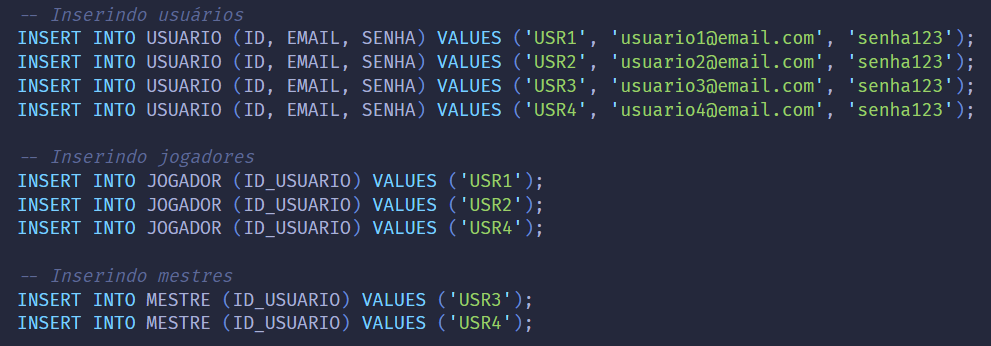 -- Inserindo usuários
INSERT INTO USUARIO (ID, EMAIL, SENHA) VALUES ('USR1', 'usuario1@email.com', 'senha123');
INSERT INTO USUARIO (ID, EMAIL, SENHA) VALUES ('USR2', 'usuario2@email.com', 'senha123');
INSERT INTO USUARIO (ID, EMAIL, SENHA) VALUES ('USR3', 'usuario3@email.com', 'senha123');
INSERT INTO USUARIO (ID, EMAIL, SENHA) VALUES ('USR4', 'usuario4@email.com', 'senha123');
-- Inserindo jogadores
INSERT INTO JOGADOR (ID_USUARIO) VALUES ('USR1');
INSERT INTO JOGADOR (ID_USUARIO) VALUES ('USR2');
INSERT INTO JOGADOR (ID_USUARIO) VALUES ('USR4');
-- Inserindo mestres
INSERT INTO MESTRE (ID_USUARIO) VALUES ('USR3');
INSERT INTO MESTRE (ID_USUARIO) VALUES ('USR4');